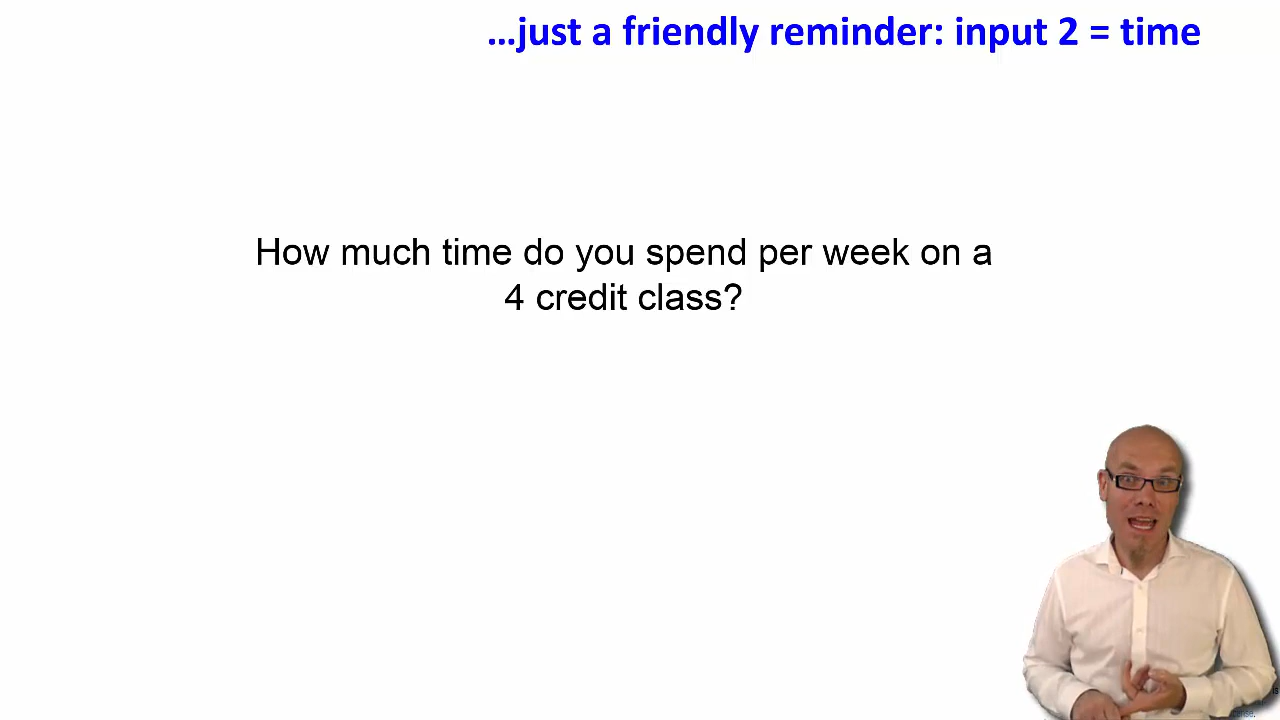 …just a friendly reminder: input 2 = time
How much time do you spend per week on a
4 credit class?